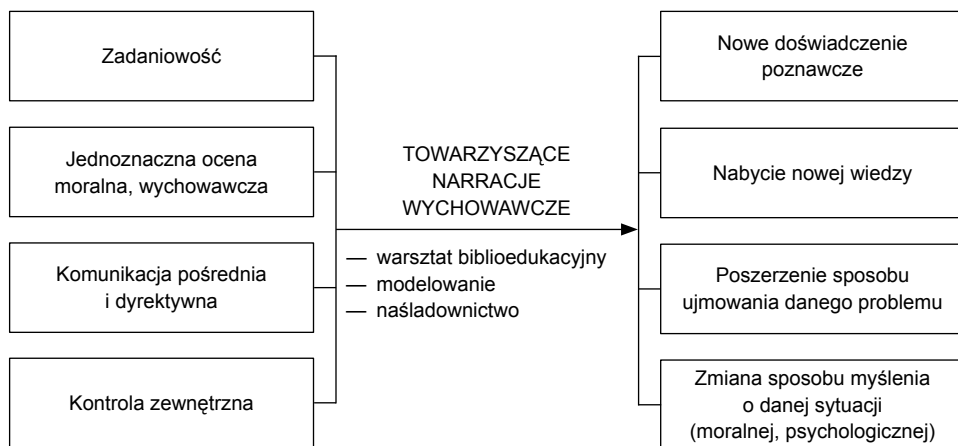 Zadaniowość
Jednoznaczna ocena
moralna, wychowawcza
Komunikacja pośrednia
i dyrektywna
Kontrola zewnętrzna
TOWARZYSZĄCE
NARRACJE
WYCHOWAWCZE
— warsztat biblioedukacyjny
— modelowanie
— naśladownictwo
Nowe doświadczenie
poznawcze
Nabycie nowej wiedzy
Poszerzenie sposobu
ujmowania danego problemu
Zmiana sposobu myślenia
o danej sytuacji
(moralnej, psychologicznej)